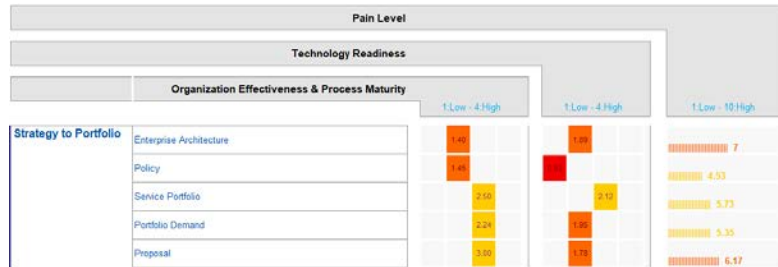 Pain Level
Technology Readiness
Organization Effectiveness & Process Maturity
1:Low - 4:High 1:Low - 4:High 1:Low - 10:High
Strategy to Portfolio
Enterprise Architecture 1.40 1.89 7
Policy 1.45 4.53
Service Portfolio 2.50 2.12 5.73
Portfolio Demand 2.24 1.95 5.35
Proposal 3.00 1.78 6.17